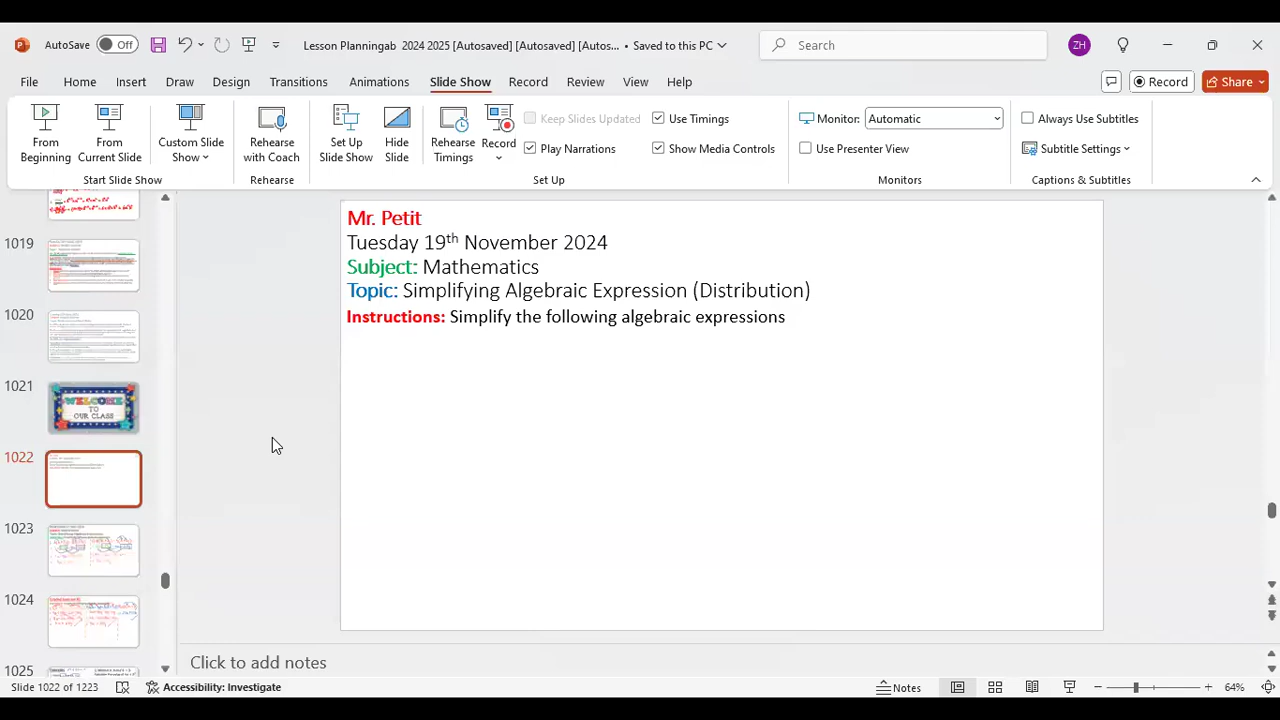 AutoSave Off Lesson Planningab 2024 2025 [Autosaved] [Autosaved] [Autos... • Saved to this PC Search ZH
File Home Insert Draw Design Transitions Animations Slide Show Record Review View Help Record Share
From Beginning
From Current Slide
Custom Slide Show
Rehearse with Coach
Set Up Slide Show
Hide Slide
Rehearse Timings
Record
Keep Slides Updated
Play Narrations
Use Timings
Show Media Controls
Monitor: Automatic
Use Presenter View
Always Use Subtitles
Subtitle Settings
Start Slide Show Rehearse Set Up Monitors Captions & Subtitles
1019
1020
1021
WELCOME
TO
OUR CLASS
1022
1023
1024
1025
Mr. Petit
Tuesday 19th November 2024
Subject: Mathematics
Topic: Simplifying Algebraic Expression (Distribution)
Instructions: Simplify the following algebraic expressions
Click to add notes
Slide 1022 of 1223 Accessibility: Investigate Notes 64%